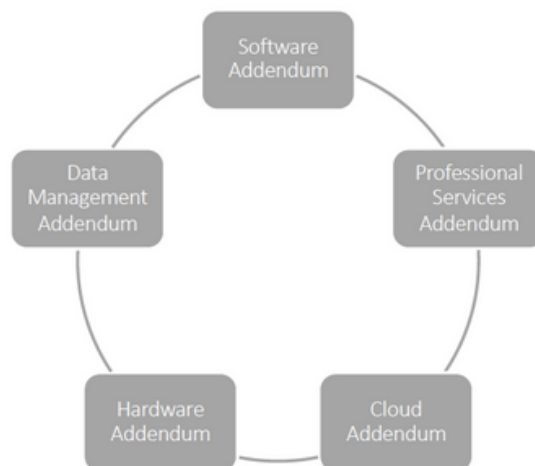 Software
Addendum
Professional
Services
Addendum
Cloud
Addendum
Hardware
Addendum
Data
Management
Addendum